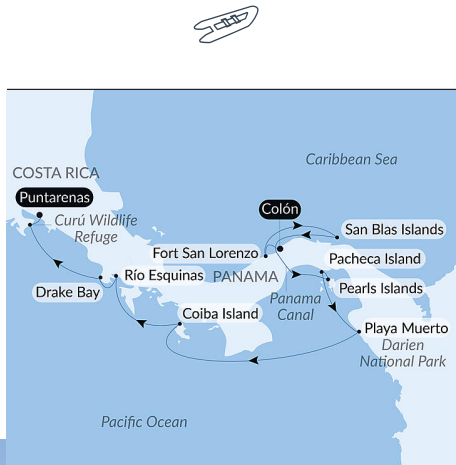 Caribbean Sea
COSTA RICA
Puntarenas
Colón
Curú Wildlife
Refuge
San Blas Islands
Fort San Lorenzo
Pacheca Island
Río Esquinas
PANAMA
Pearls Islands
Drake Bay
Panama
Canal
Coiba Island
Playa Muerto
Darien
National Park
Pacific Ocean